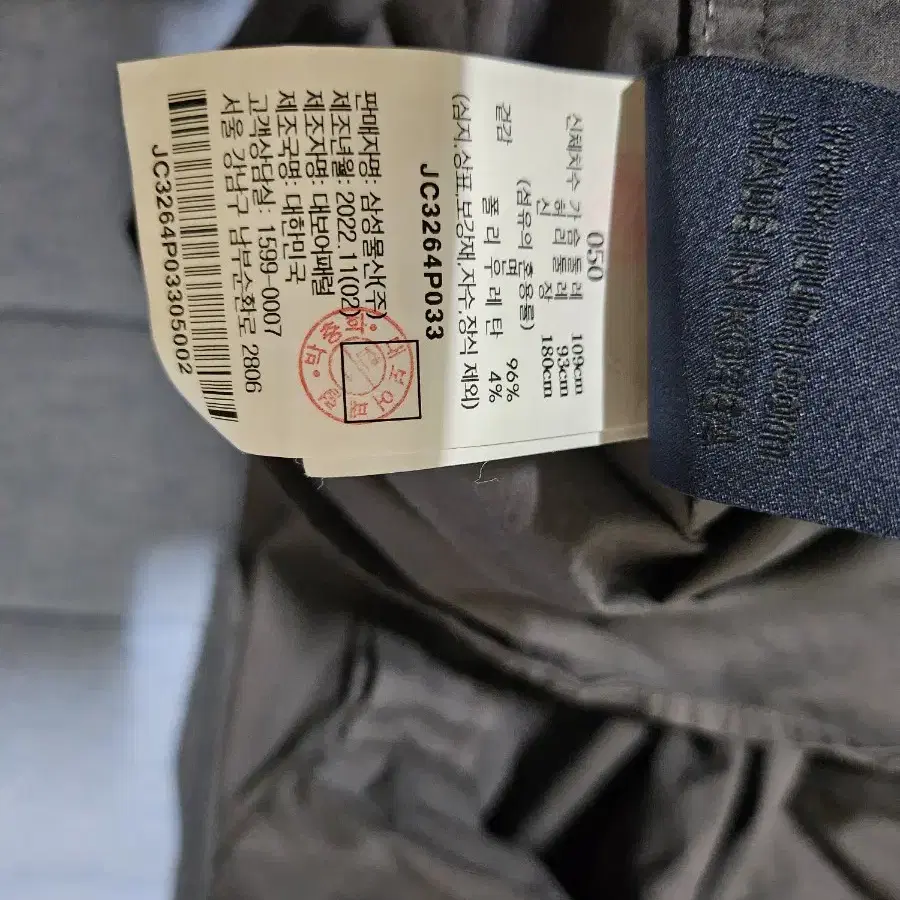 MADE IN KOREA
050
신체치수 가슴둘레 109cm
허리둘레 93cm
신 장 180cm
(섬유의 혼용률)
겉감 면 96%
폴리우레탄 4%
(심지,상표,보강재,자수,장식 제외)
JC3264P033
판매자명: 삼성물산(주)
제조년월: 2022.11(02)
제조자명: 대보어패럴
제조국명: 대한민국
고객상담실: 1599-0007
서울 강남구 남부순환로 2806
JC3264P03305002